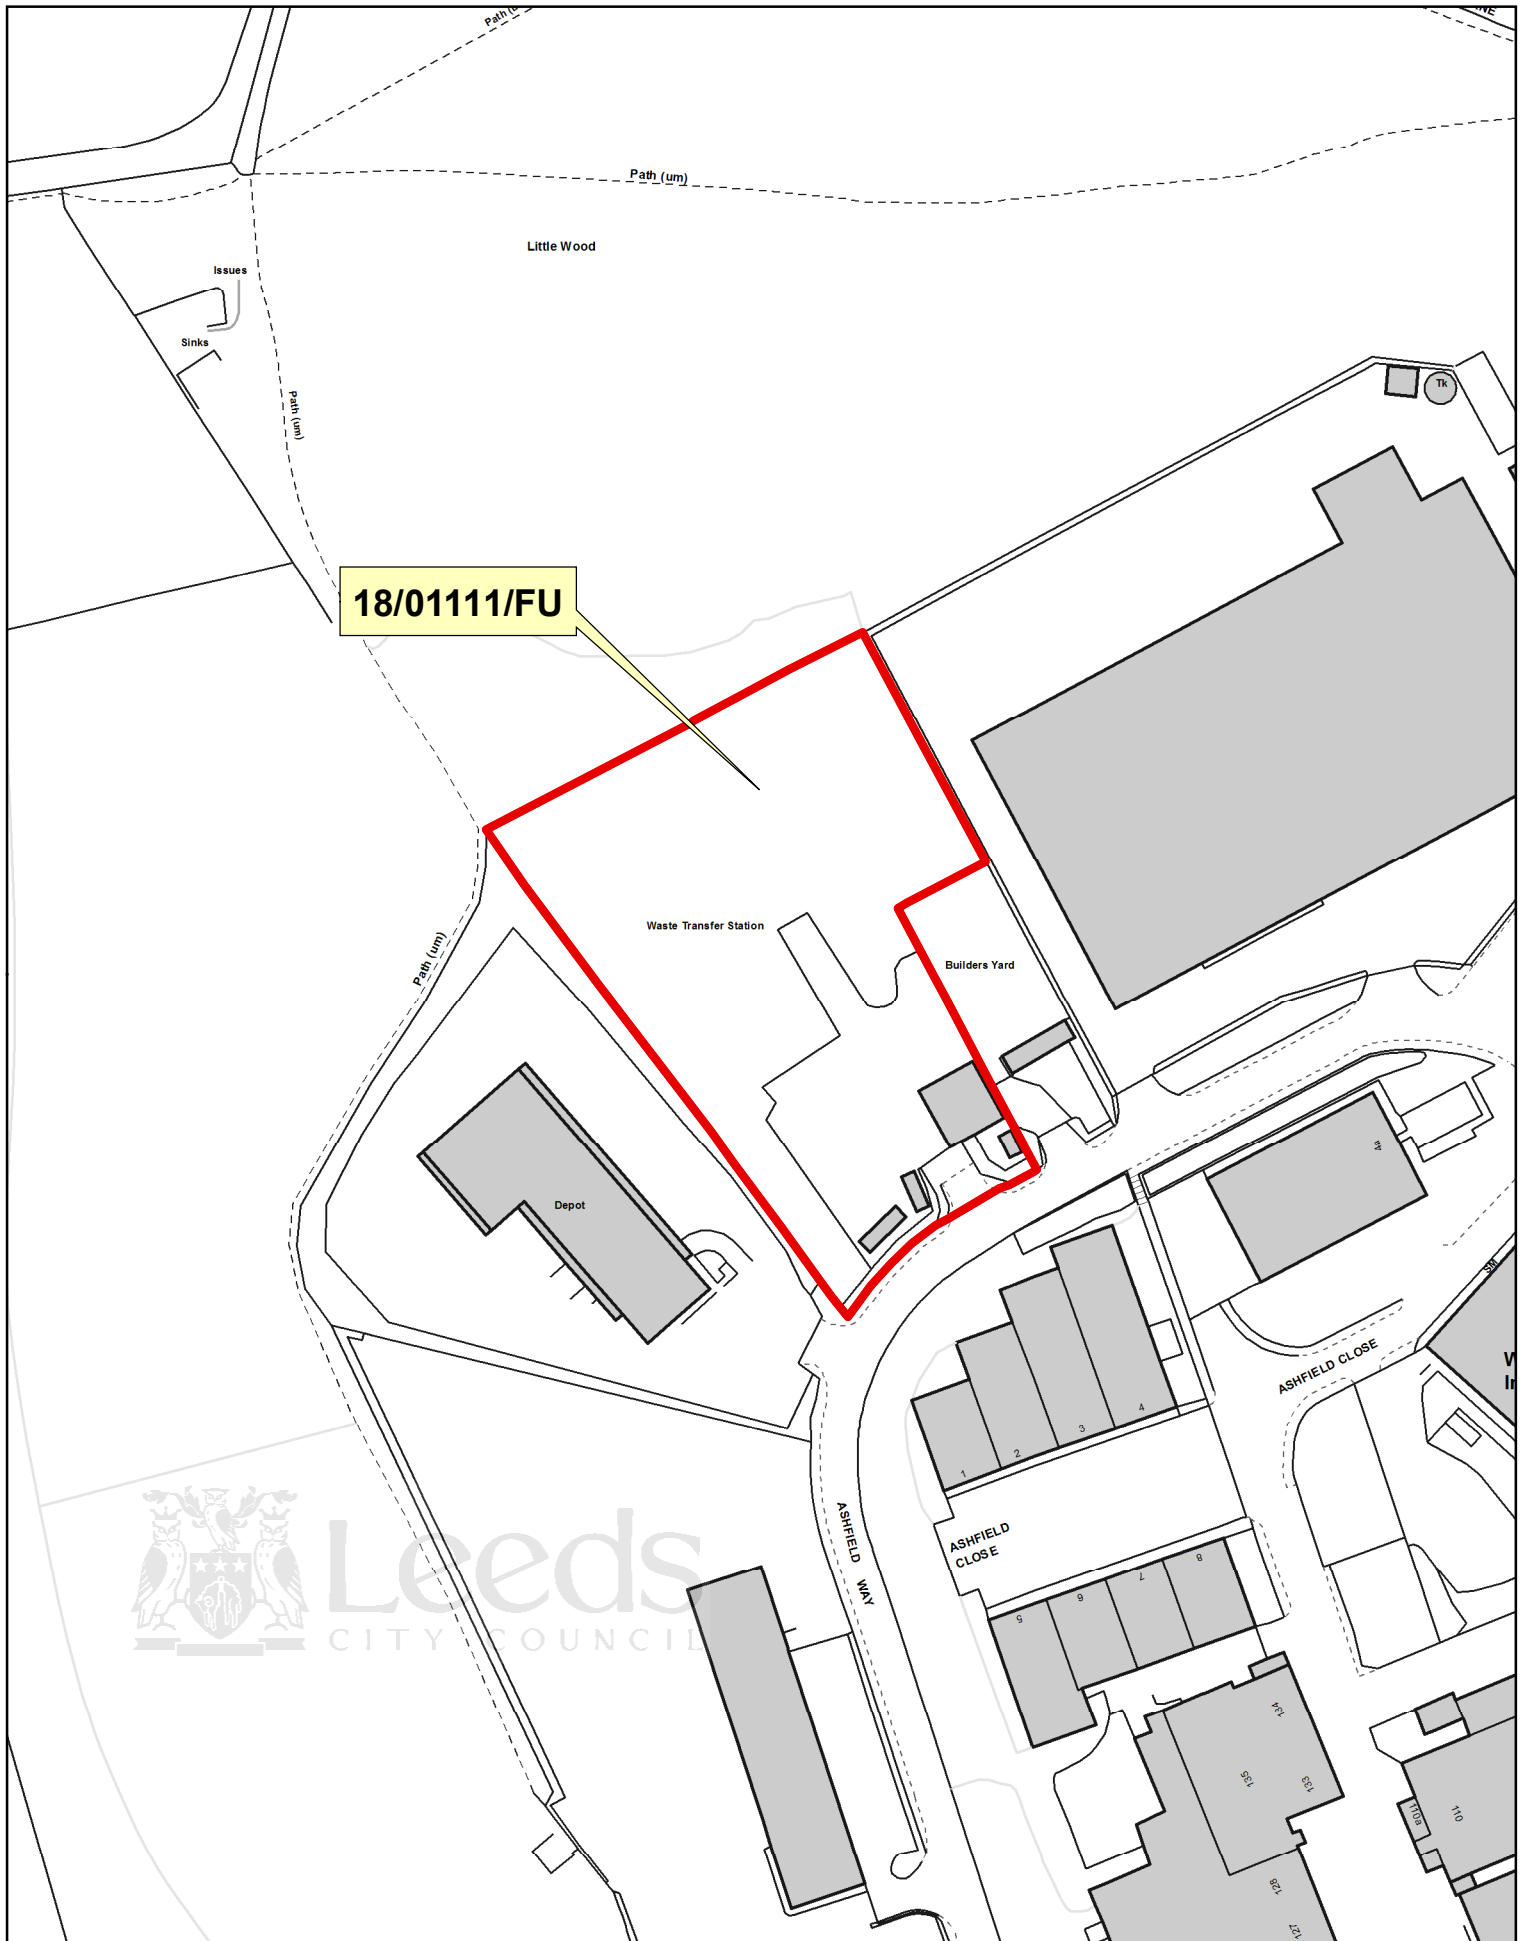 Path (um)
Little Wood
Issues
Sinks
Path (um)
Tk
18/01111/FU
Waste Transfer Station
Builders Yard
Path (um)
4a
Depot
SM
ASHFIELD CLOSE
1
2
3
4
ASHFIELD WAY
ASHFIELD
CLOSE
Leeds
CITY COUNCIL
5
6
7
8
134
135
133
110a
110
128
127